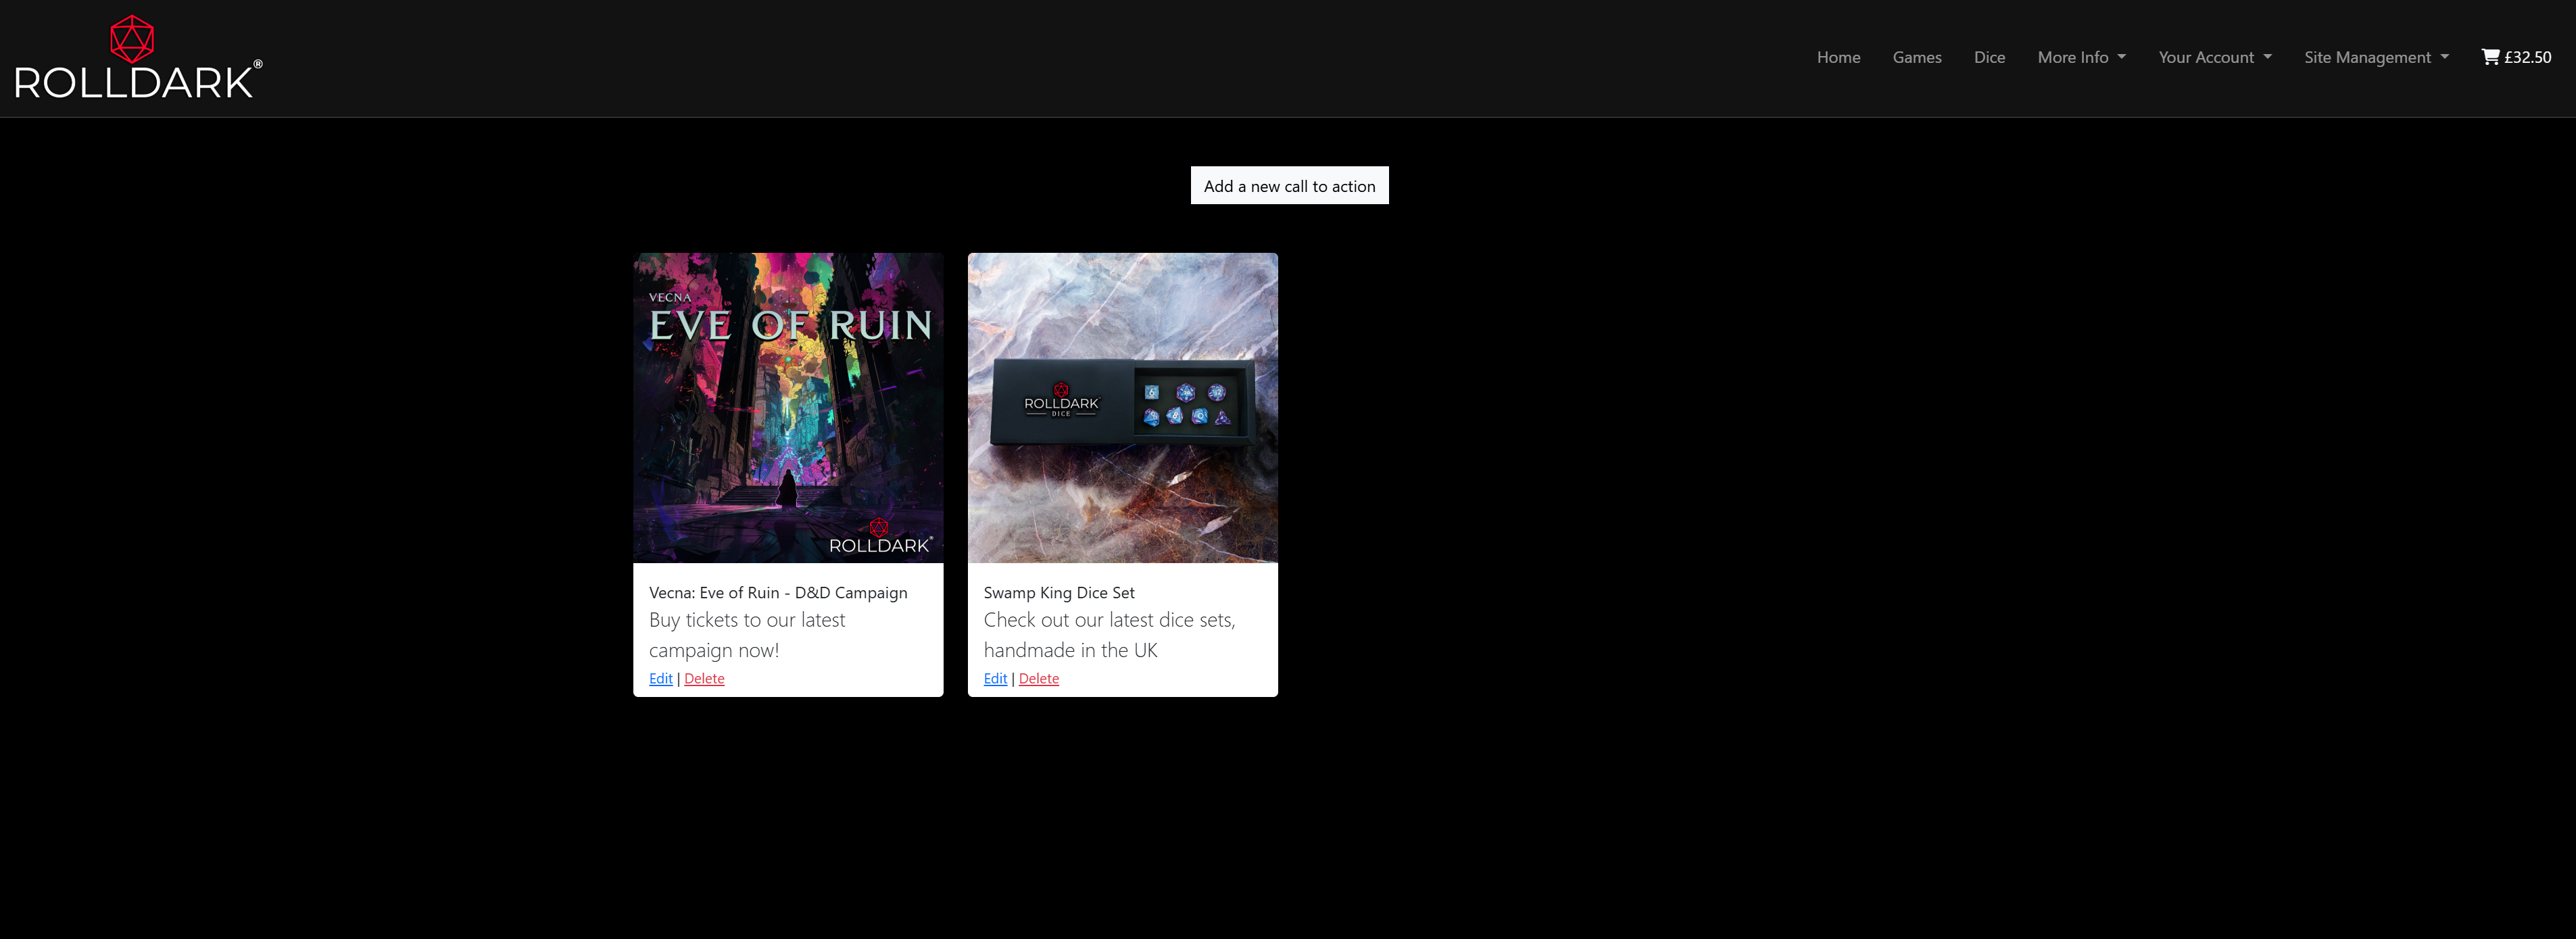 ROLLDARK®
Home Games Dice More Info Your Account Site Management £32.50
Add a new call to action
VECNA
EVE OF RUIN
ROLLDARK®
Vecna: Eve of Ruin - D&D Campaign
Buy tickets to our latest
campaign now!
Edit | Delete
ROLLDARK
DICE
Swamp King Dice Set
Check out our latest dice sets,
handmade in the UK
Edit | Delete